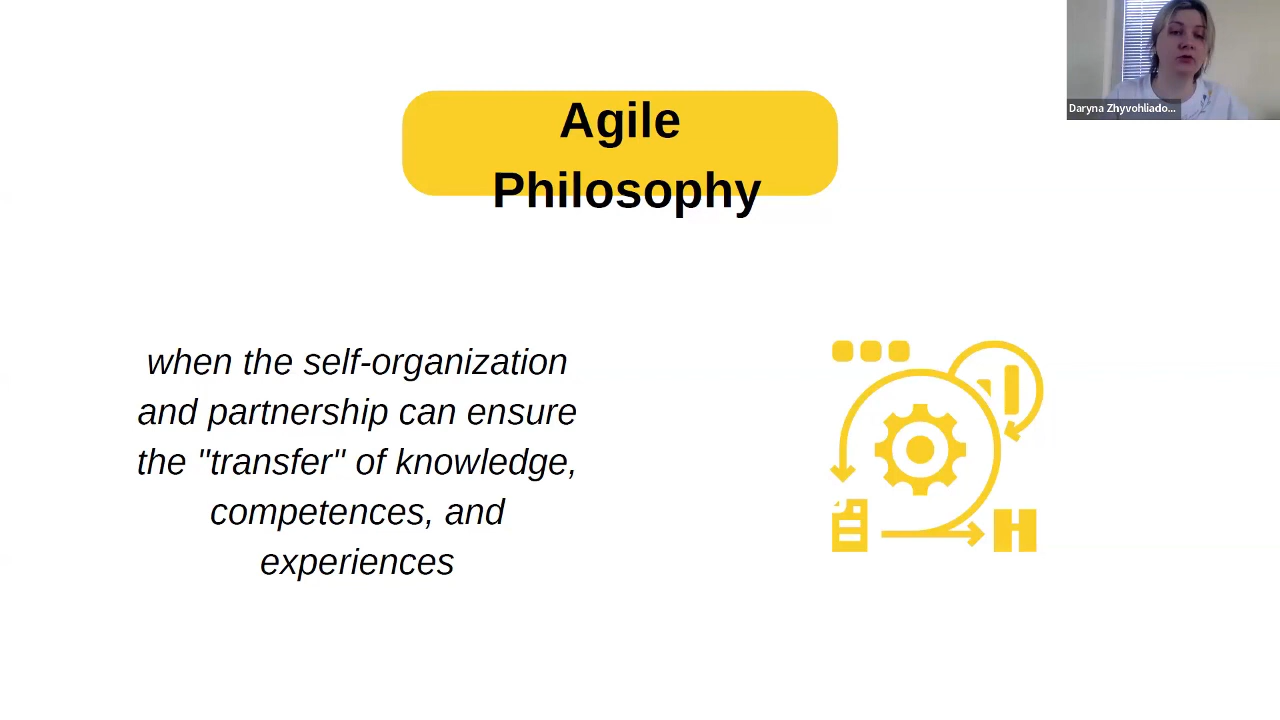 Daryna Zhyvohliado...
Agile
Philosophy
when the self-organization
and partnership can ensure
the "transfer" of knowledge,
competences, and
experiences